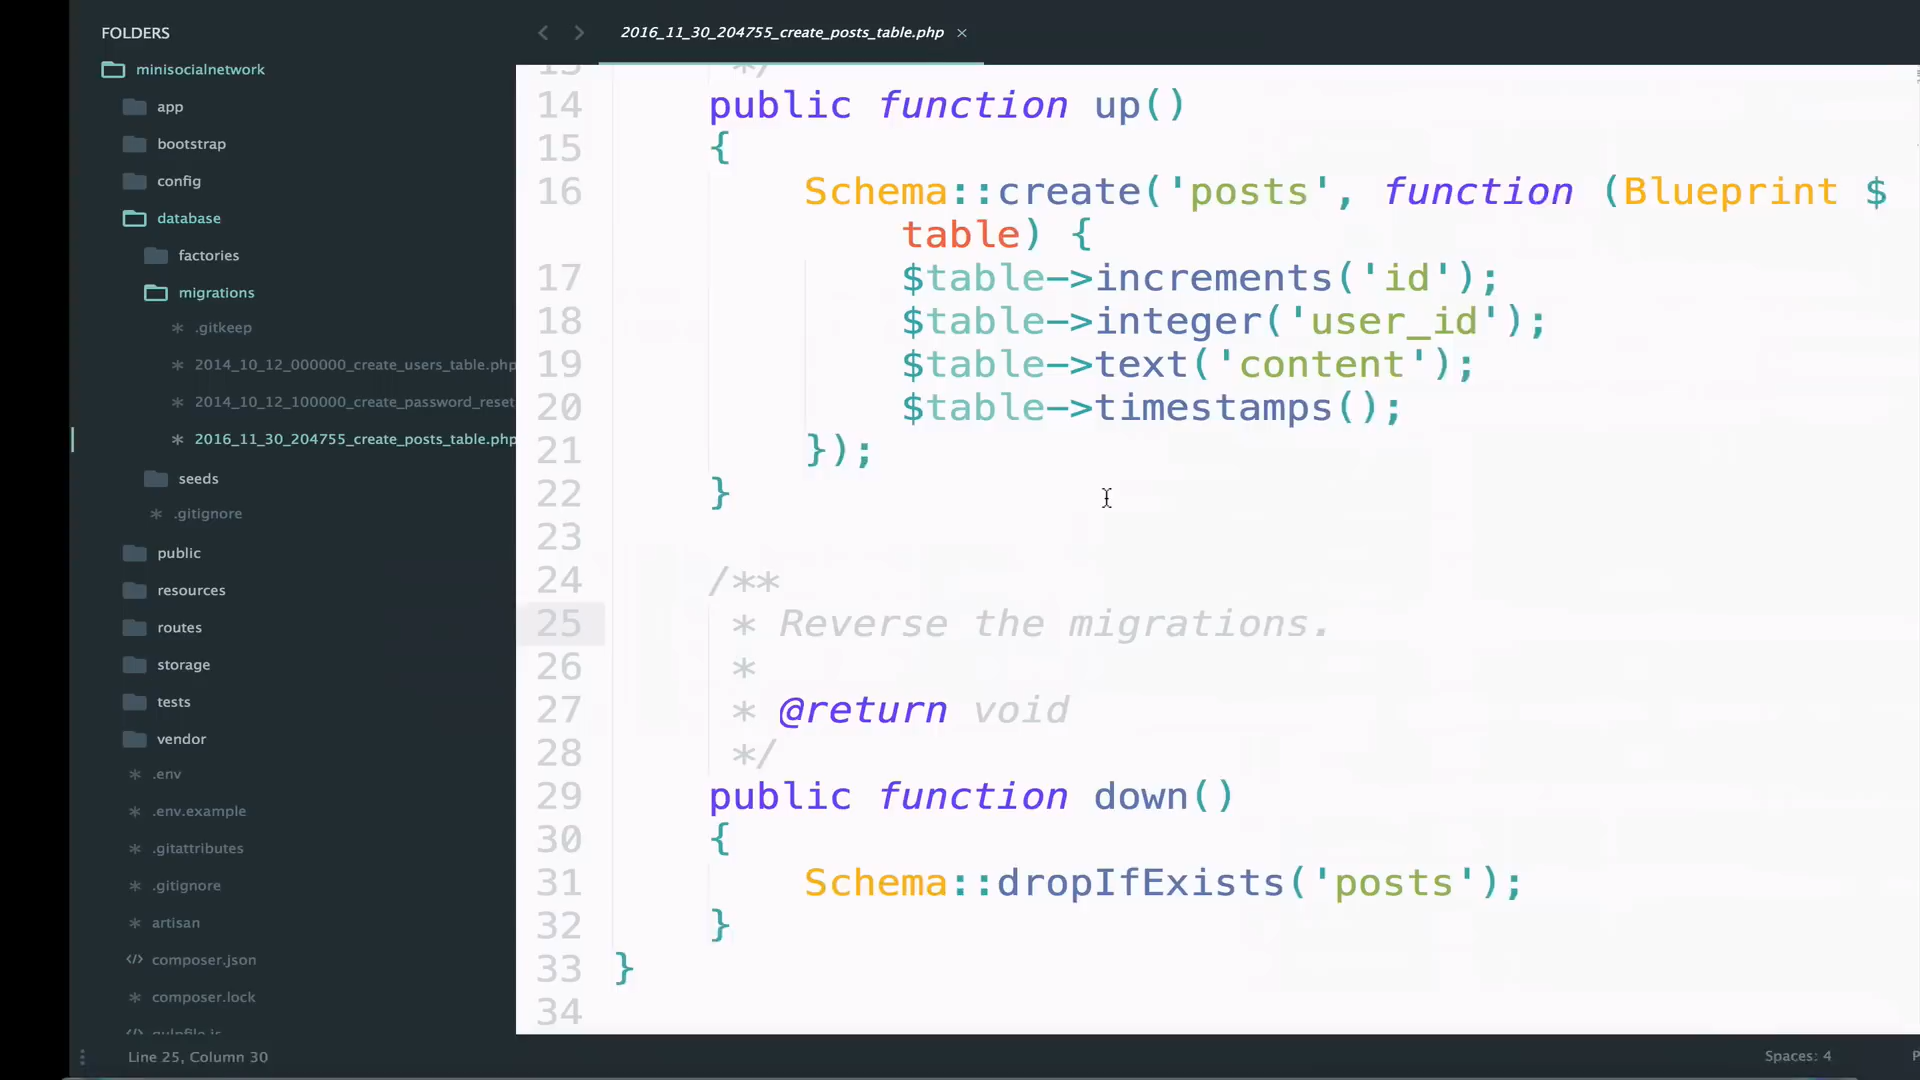 FOLDERS
minisocialnetwork
app
bootstrap
config
database
factories
migrations
.gitkeep
2014_10_12_000000_create_users_table.php
2014_10_12_100000_create_password_reset
2016_11_30_204755_create_posts_table.php
seeds
.gitignore
public
resources
routes
storage
tests
vendor
.env
.env.example
.gitattributes
.gitignore
artisan
composer.json
composer.lock
gulpfile.js
2016_11_30_204755_create_posts_table.php ×
13 */
14 public function up()
15 {
16 Schema::create('posts', function (Blueprint $
table) {
17 $table->increments('id');
18 $table->integer('user_id');
19 $table->text('content');
20 $table->timestamps();
21 });
22 }
23
24 /**
25 * Reverse the migrations.
26 *
27 * @return void
28 */
29 public function down()
30 {
31 Schema::dropIfExists('posts');
32 }
33 }
34
Line 25, Column 30
Spaces: 4
P